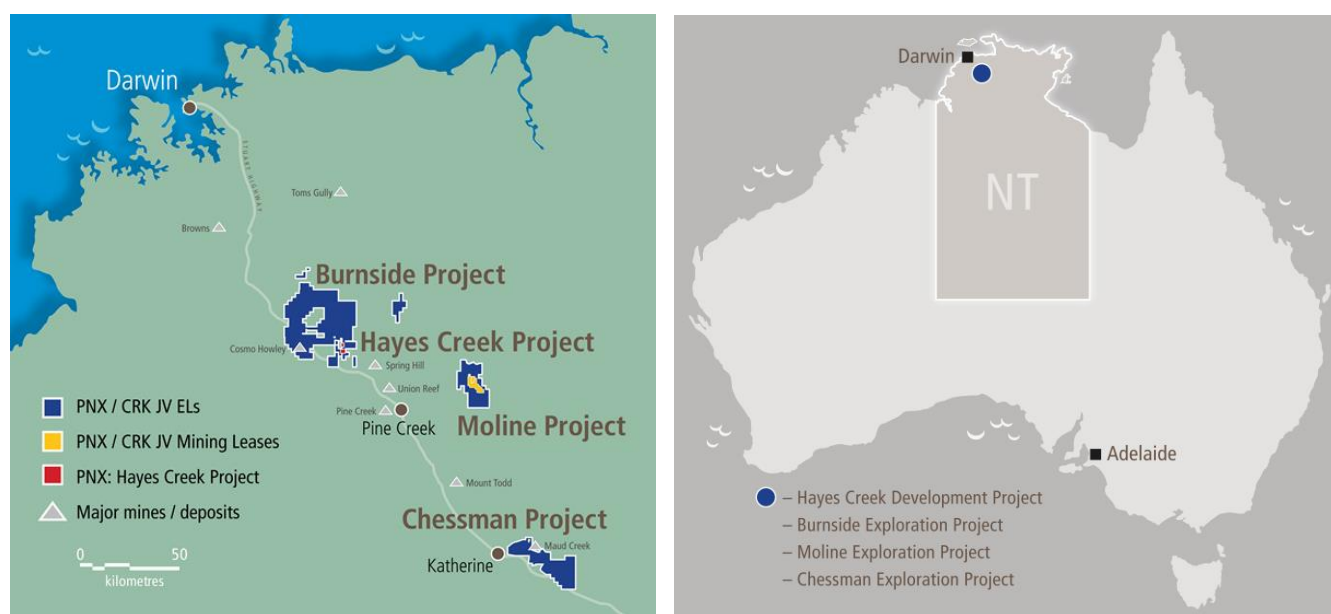 Darwin
STUART HIGHWAY
Toms Gully
Browns
Burnside Project
Hayes Creek Project
Cosmo Howley
Spring Hill
Union Reef
Pine Creek
Pine Creek
Moline Project
PNX / CRK JV ELs
PNX / CRK JV Mining Leases
PNX: Hayes Creek Project
Major mines / deposits
Mount Todd
Chessman Project
Maud Creek
Katherine
0 50
kilometres
Darwin
NT
Adelaide
– Hayes Creek Development Project
– Burnside Exploration Project
– Moline Exploration Project
– Chessman Exploration Project